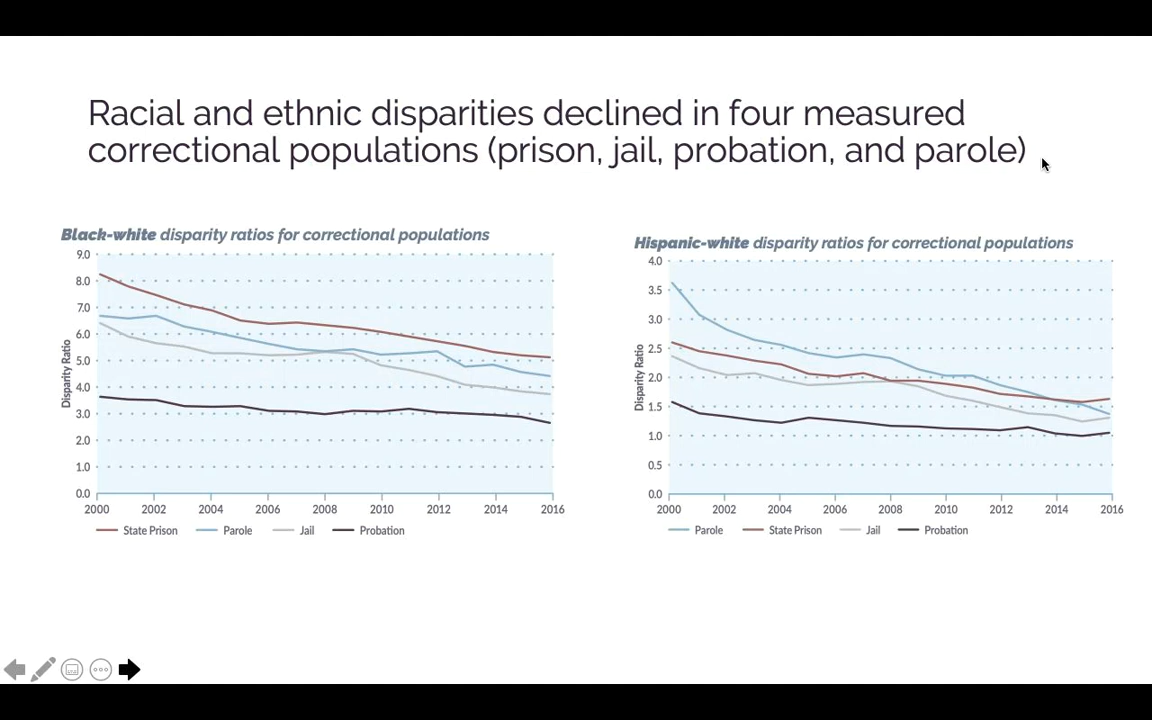 Racial and ethnic disparities declined in four measured
correctional populations (prison, jail, probation, and parole)
Black-white disparity ratios for correctional populations
9.0
8.0
7.0
6.0
5.0
4.0
3.0
2.0
1.0
0.0
Disparity Ratio
2000 2002 2004 2006 2008 2010 2012 2014 2016
State Prison Parole Jail Probation
Hispanic-white disparity ratios for correctional populations
4.0
3.5
3.0
2.5
2.0
1.5
1.0
0.5
0.0
Disparity Ratio
2000 2002 2004 2006 2008 2010 2012 2014 2016
Parole State Prison Jail Probation